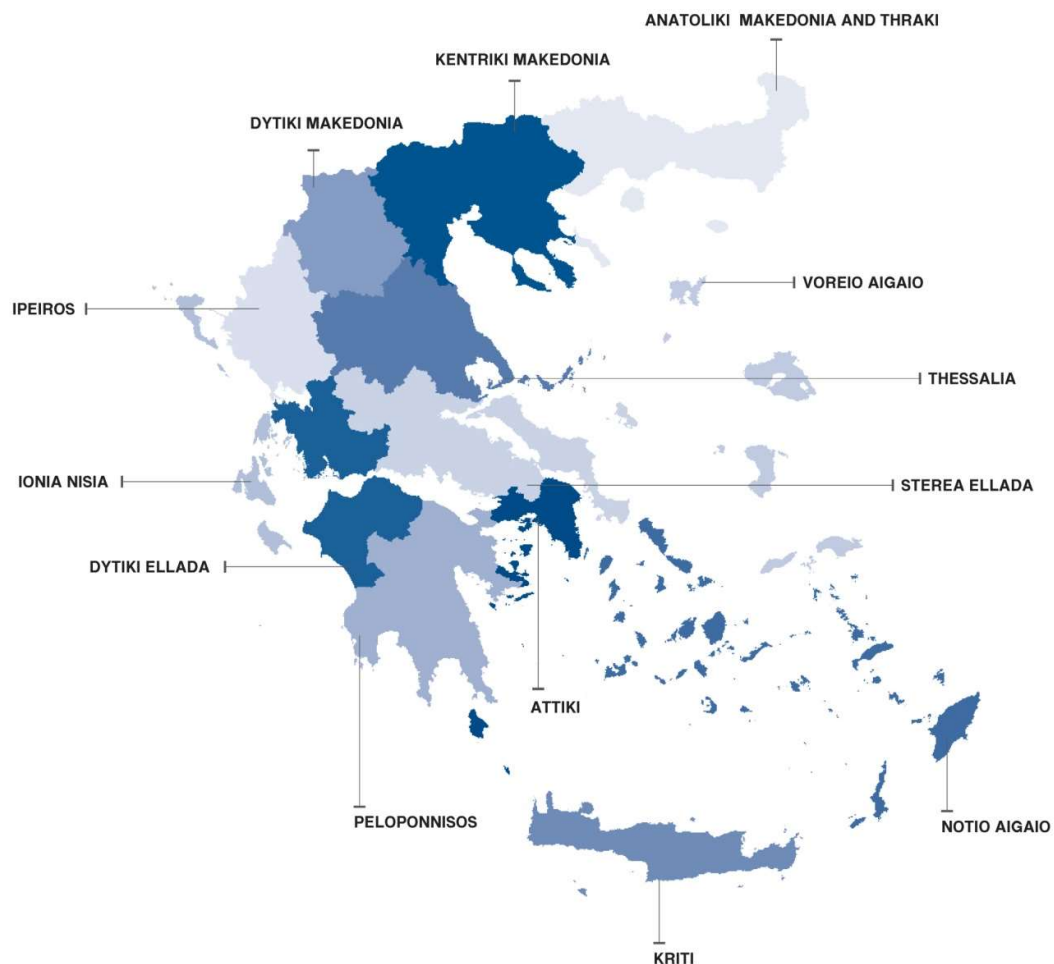 ANATOLIKI MAKEDONIA AND THRAKI
KENTRIKI MAKEDONIA
DYTIKI MAKEDONIA
VOREIO AIGAIO
IPEIROS
THESSALIA
IONIA NISIA
STEREA ELLADA
DYTIKI ELLADA
ATTIKI
PELOPONNISOS
NOTIO AIGAIO
KRITI